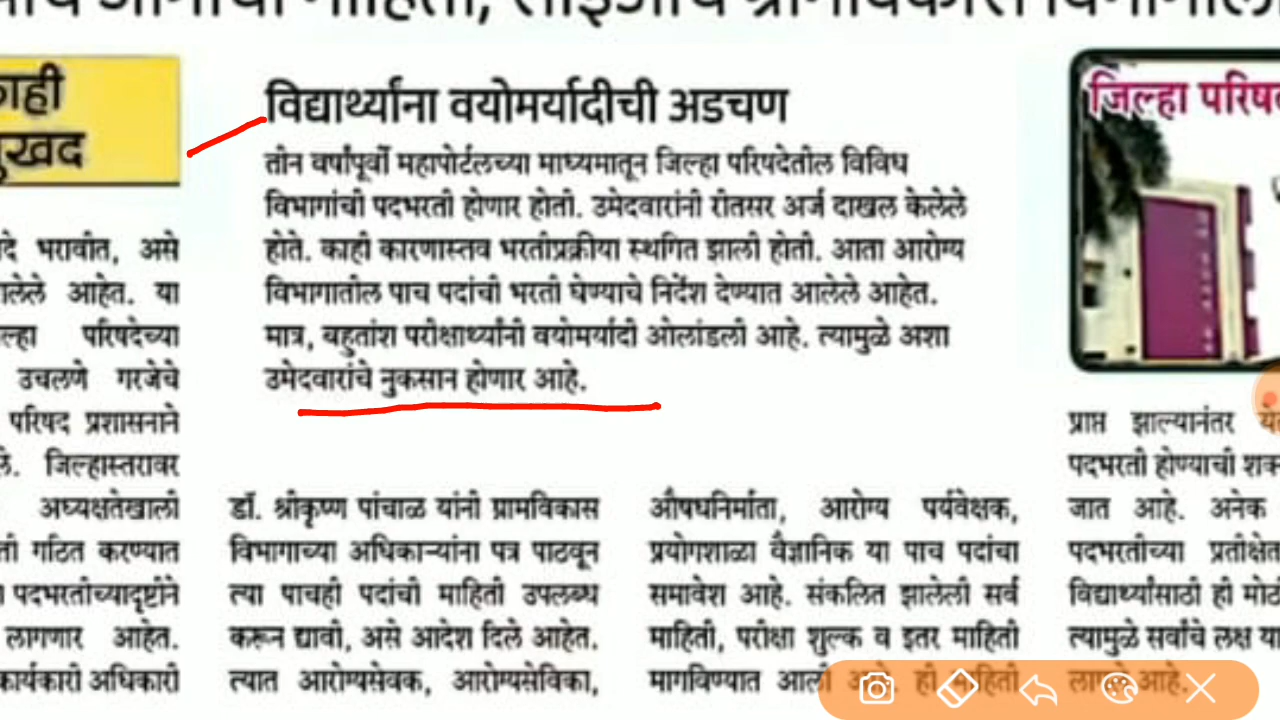 काही
सुखद
विद्यार्थ्यांना वयोमर्यादीची अडचण
तीन वर्षांपूर्वी महापोर्टलच्या माध्यमातून जिल्हा परिषदेतील विविध
विभागांची पदभरती होणार होती. उमेदवारांनी रीतसर अर्ज दाखल केलेले
होते. काही कारणास्तव भरतीप्रक्रीया स्थगित झाली होती. आता आरोग्य
विभागातील पाच पदांची भरती घेण्याचे निर्देश देण्यात आलेले आहेत.
मात्र, बहुतांश परीक्षार्थ्यांनी वयोमर्यादी ओलांडली आहे. त्यामुळे अशा
उमेदवारांचे नुकसान होणार आहे.
जिल्हा परिषद
भरावीत, असे
आहेत. या
परिषदेच्या
उचलणे गरजेचे
परिषद प्रशासनाने
जिल्हास्तरावर
अध्यक्षतेखाली
गठित करण्यात
पदभरतीच्यादृष्टीने
लागणार आहेत.
कार्यकारी अधिकारी
डॉ. श्रीकृष्ण पांचाळ यांनी ग्रामविकास
विभागाच्या अधिकाऱ्यांना पत्र पाठवून
त्या पाचही पदांची माहिती उपलब्ध
करून द्यावी, असे आदेश दिले आहेत.
त्यात आरोग्यसेवक, आरोग्यसेविका,
औषधनिर्माता, आरोग्य पर्यवेक्षक,
प्रयोगशाळा वैज्ञानिक या पाच पदांचा
समावेश आहे. संकलित झालेली सर्व
माहिती, परीक्षा शुल्क व इतर माहिती
मागविण्यात आली आहे. ही माहिती
प्राप्त झाल्यानंतर
पदभरती होण्याची
जात आहे. अनेक
पदभरतीच्या
विद्यार्थ्यांसाठी ही
त्यामुळे सर्वांचे लक्ष
लागले आहे.